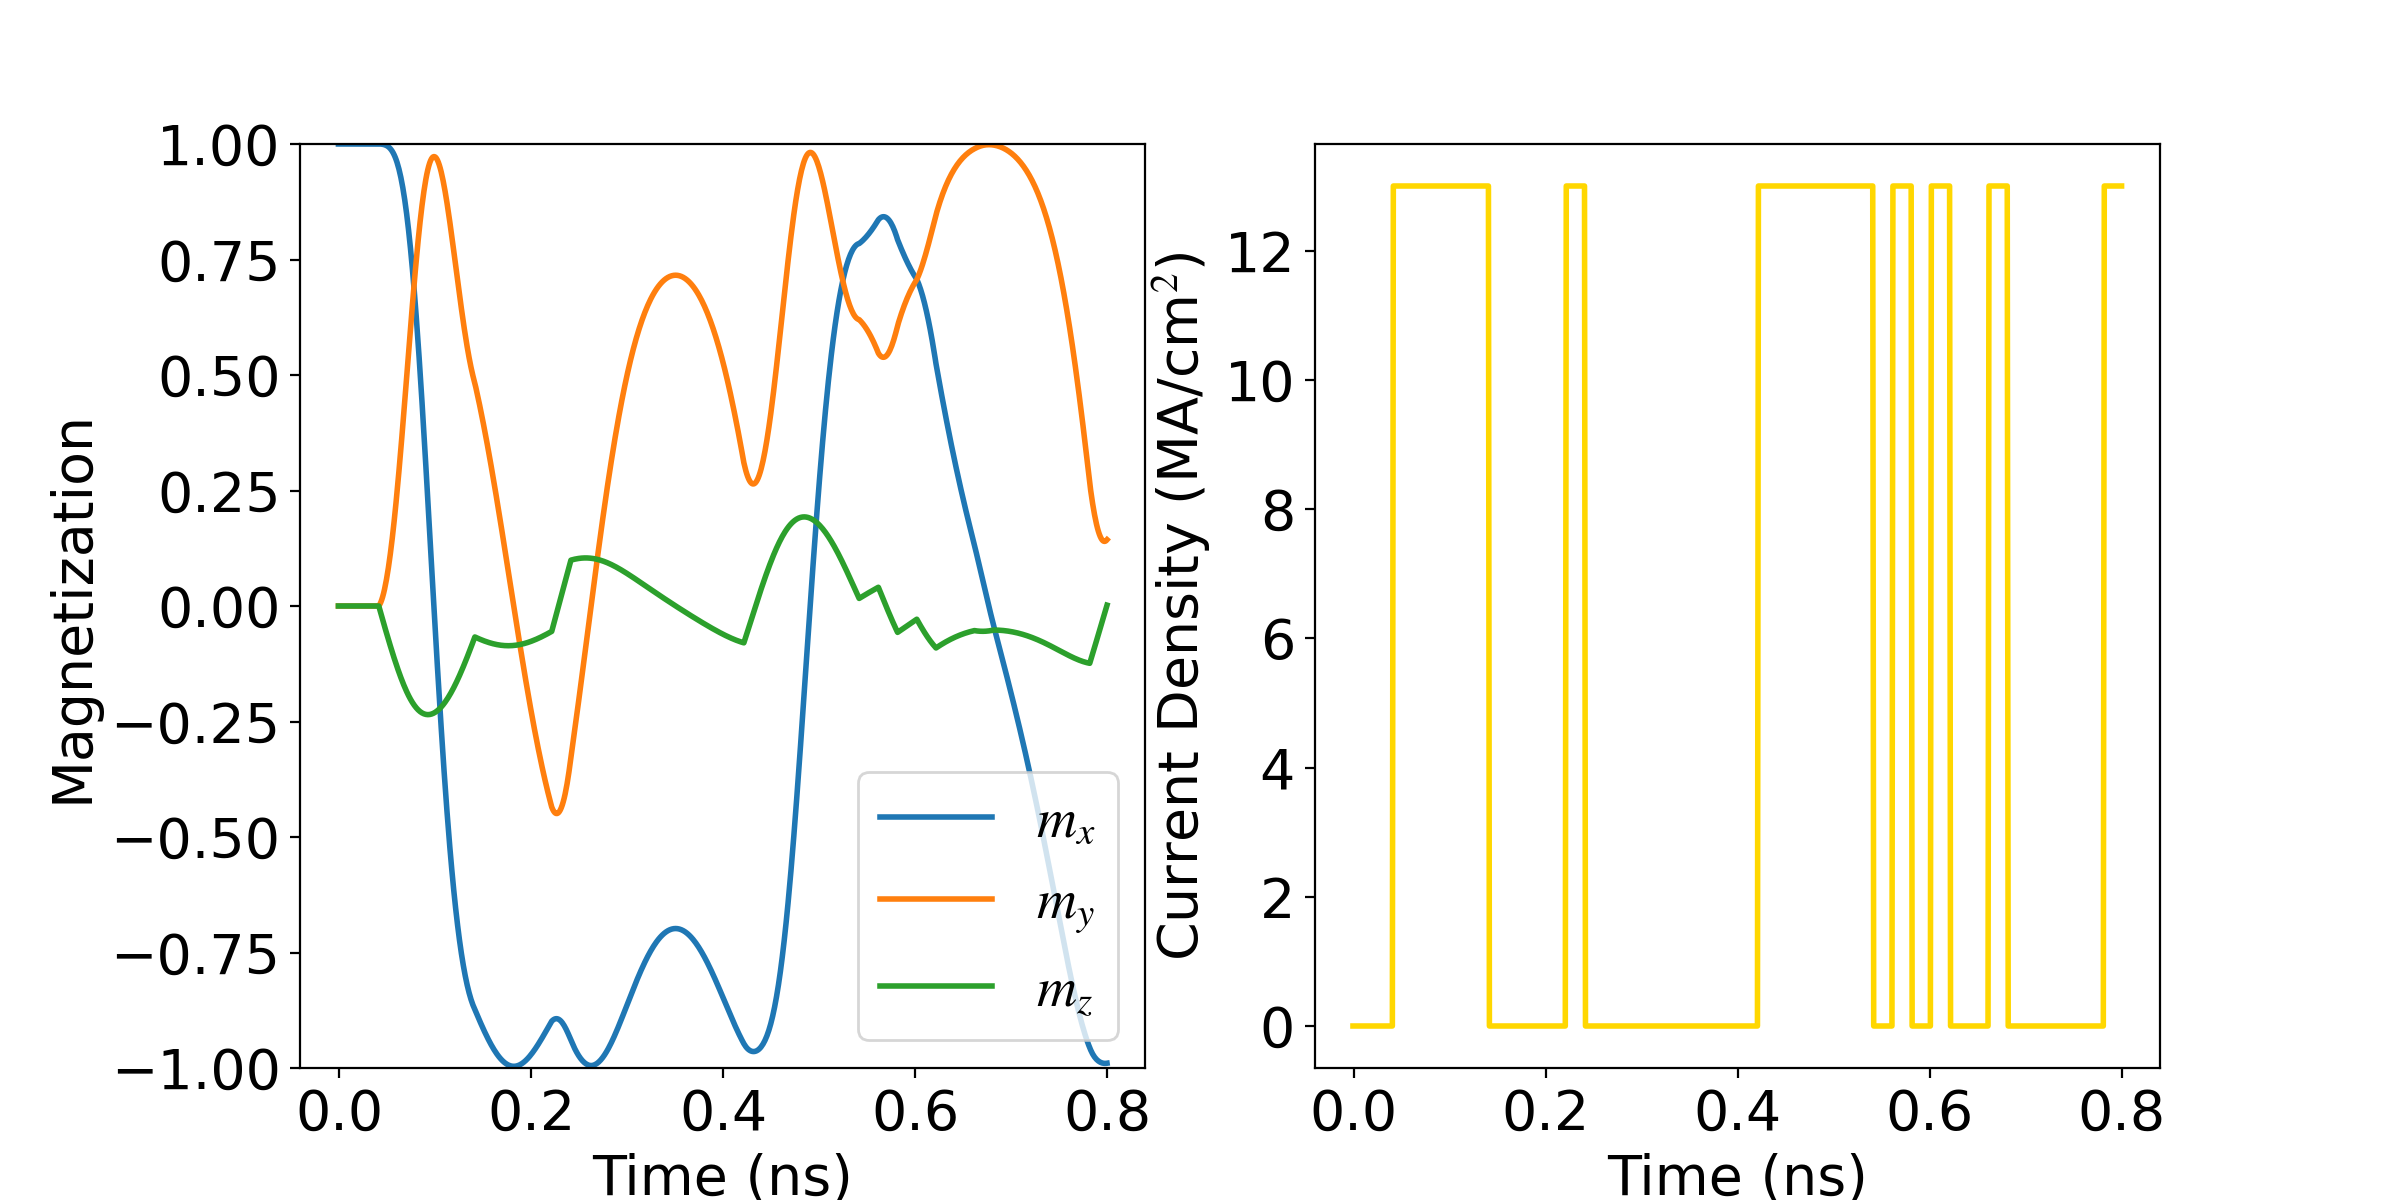 1.00
0.75
0.50
0.25
0.00
−0.25
−0.50
−0.75
−1.00
Magnetization
0.0 0.2 0.4 0.6 0.8
Time (ns)
m_x
m_y
m_z
12
10
8
6
4
2
0
Current Density (MA/cm²)
0.0 0.2 0.4 0.6 0.8
Time (ns)